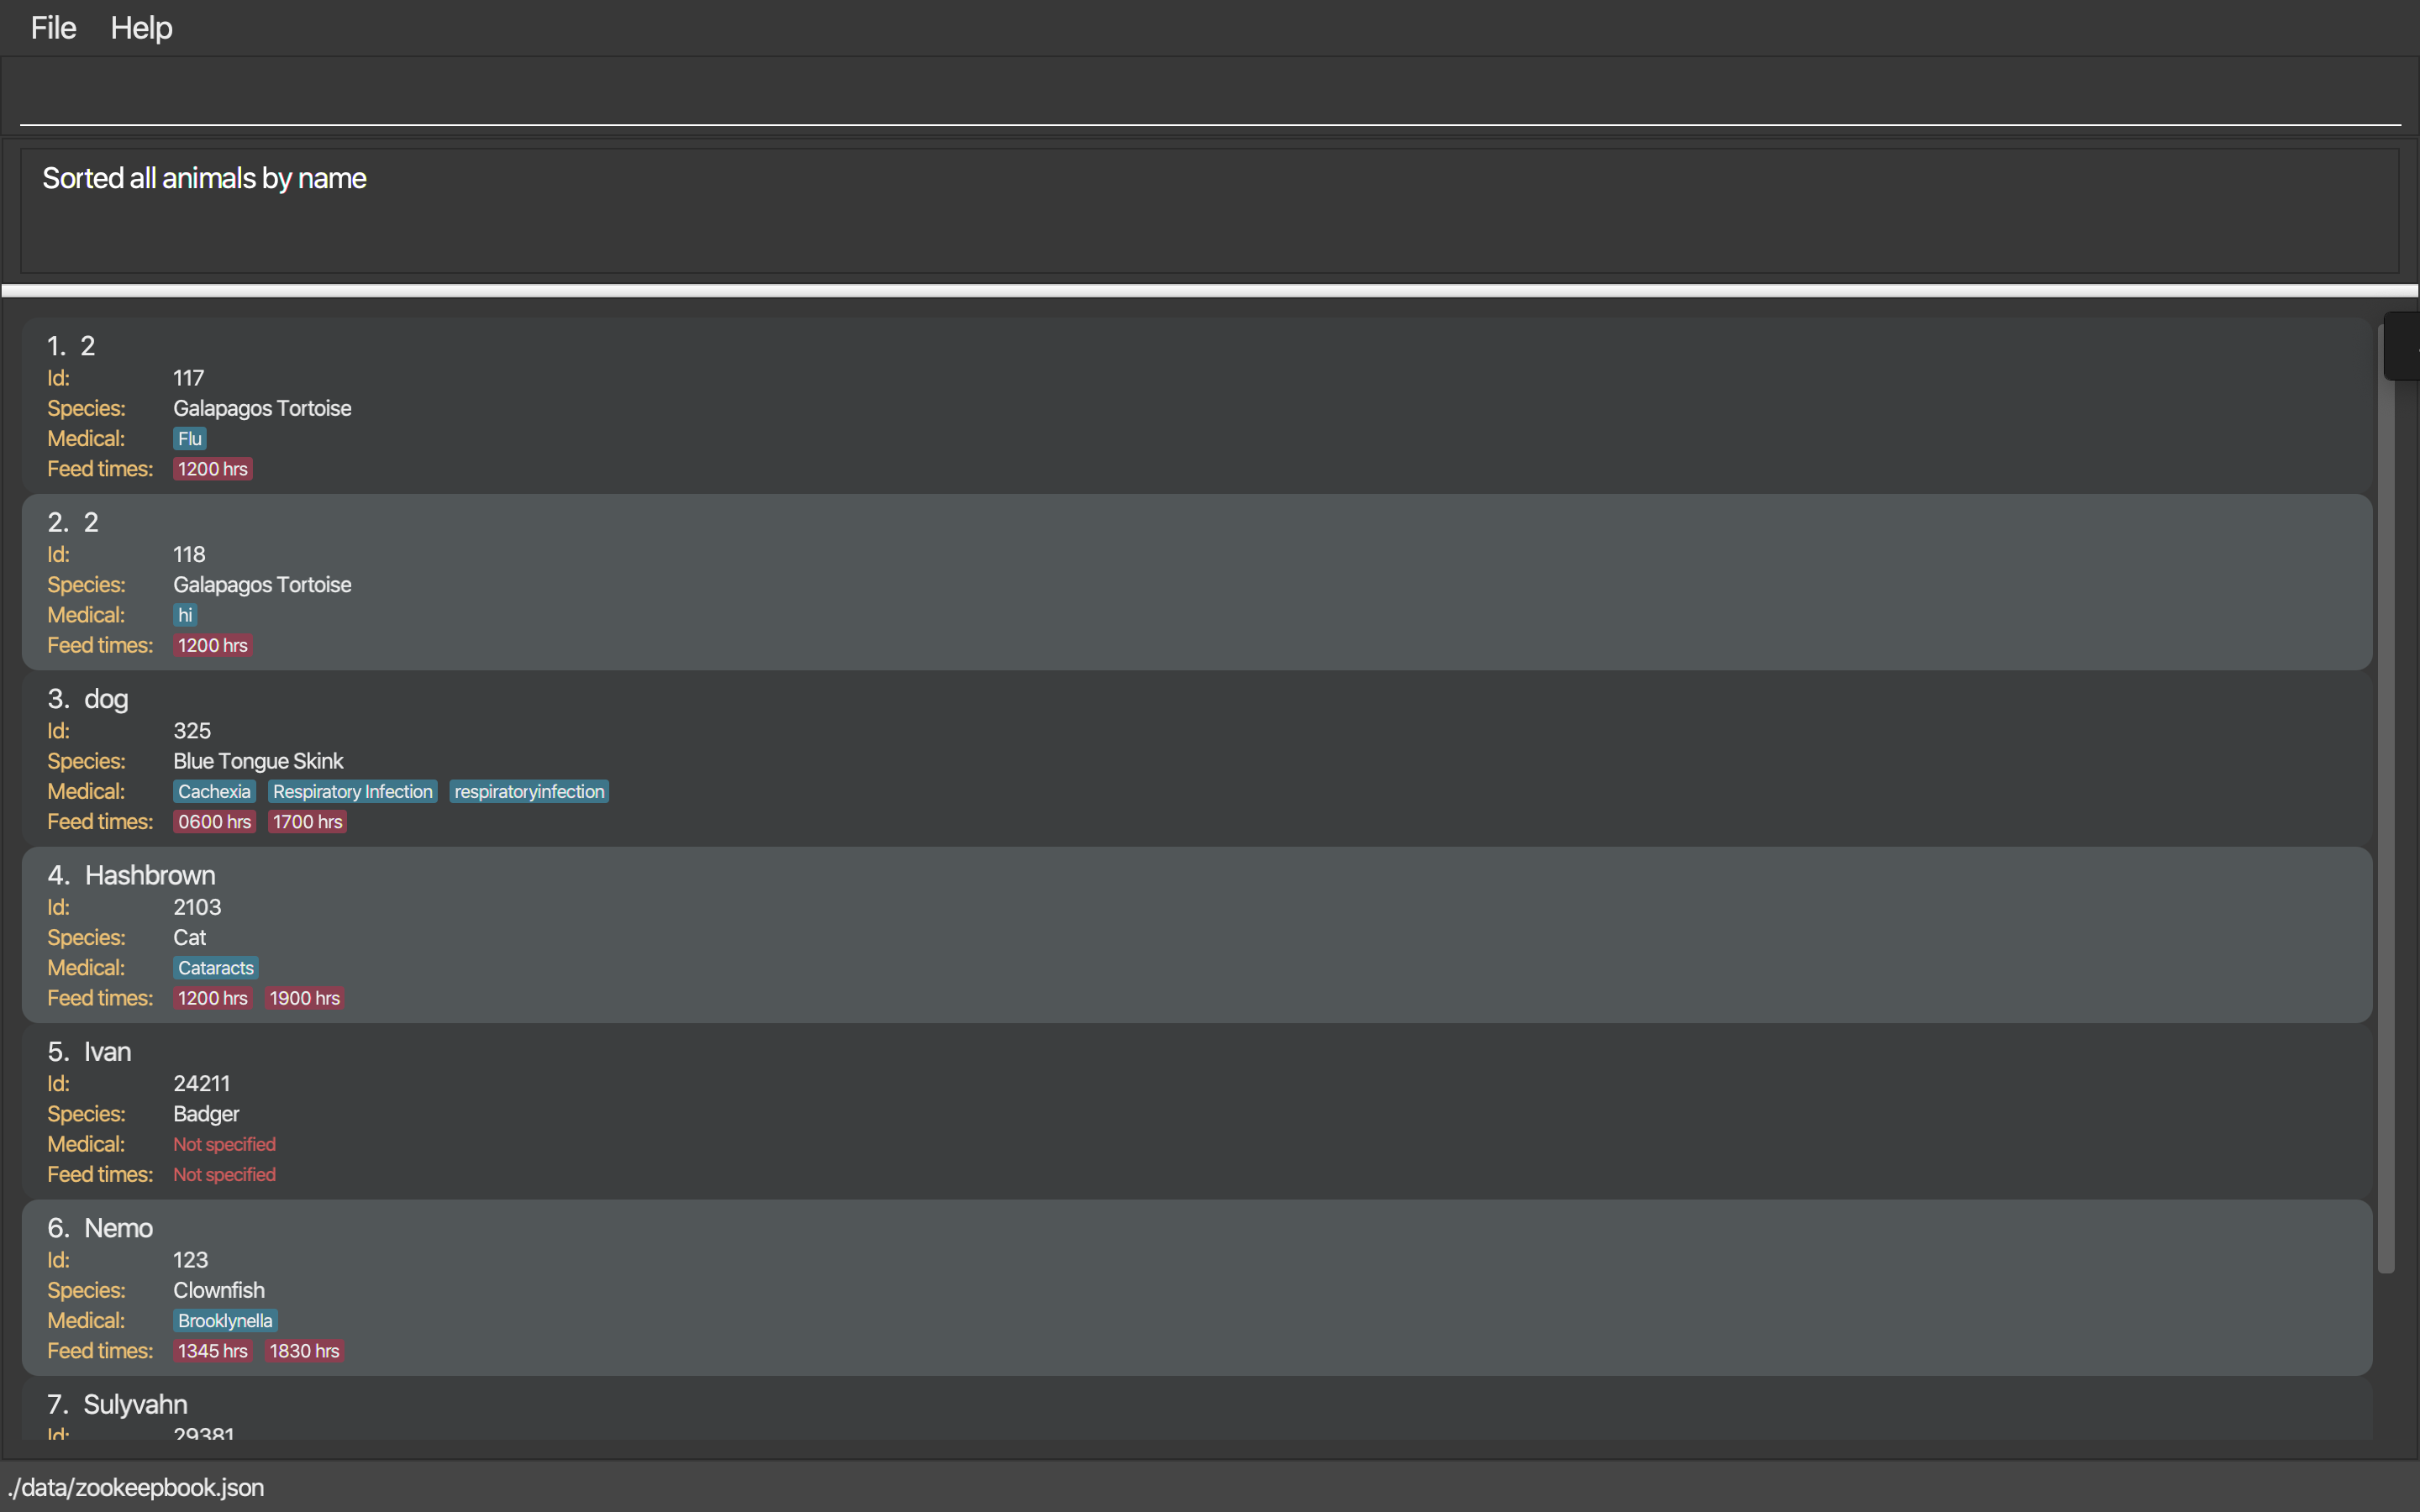 File Help
Sorted all animals by name
1. 2
Id: 117
Species: Galapagos Tortoise
Medical: Flu
Feed times: 1200 hrs
2. 2
Id: 118
Species: Galapagos Tortoise
Medical: hi
Feed times: 1200 hrs
3. dog
Id: 325
Species: Blue Tongue Skink
Medical: Cachexia Respiratory Infection respiratoryinfection
Feed times: 0600 hrs 1700 hrs
4. Hashbrown
Id: 2103
Species: Cat
Medical: Cataracts
Feed times: 1200 hrs 1900 hrs
5. Ivan
Id: 24211
Species: Badger
Medical: Not specified
Feed times: Not specified
6. Nemo
Id: 123
Species: Clownfish
Medical: Brooklynella
Feed times: 1345 hrs 1830 hrs
7. Sulyvahn
Id: 29381
./data/zookeepbook.json